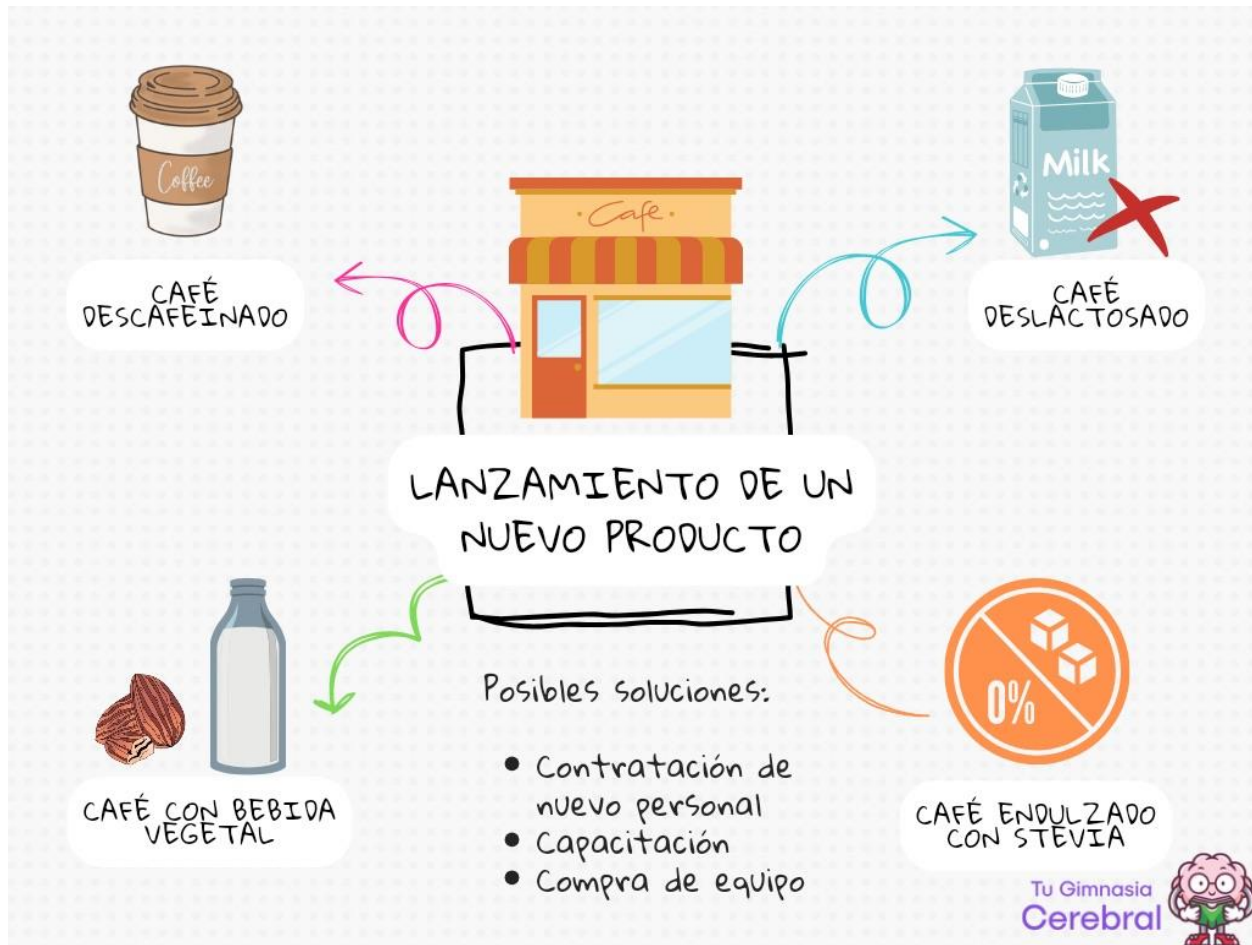 Coffee
CAFÉ
DESCAFEINADO
Cafe
Milk
CAFÉ
DESLACTOSADO
LANZAMIENTO DE UN
NUEVO PRODUCTO
CAFÉ CON BEBIDA
VEGETAL
Posibles soluciones:
• Contratación de
nuevo personal
• Capacitación
• Compra de equipo
0%
CAFÉ ENDULZADO
CON STEVIA
Tu Gimnasia
Cerebral